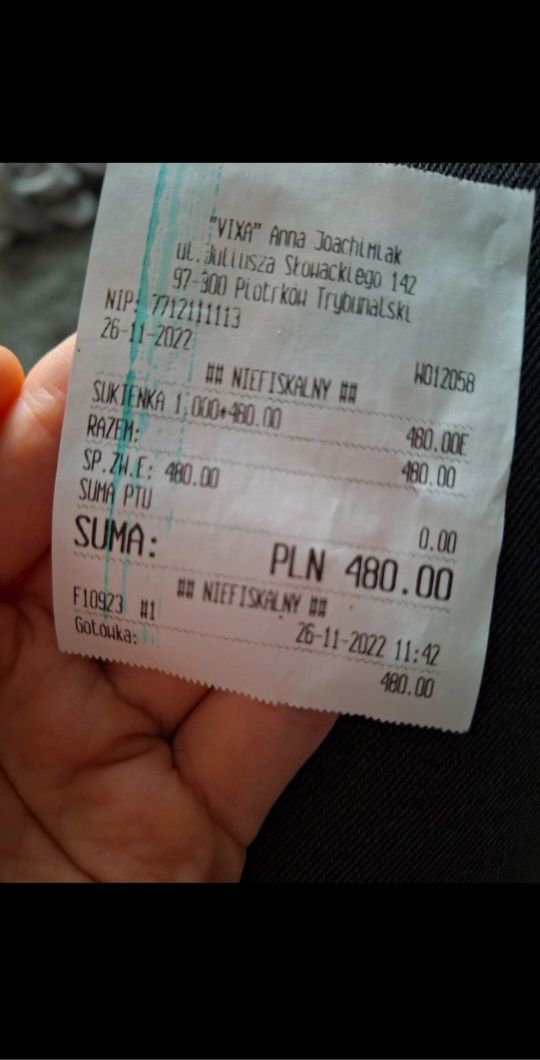 "VIXA" Anna Joachimiak
ul.Juliusza Słowackiego 142
97-300 Piotrków Trybunalski
NIP: 7712111113
26-11-2022 W012058
## NIEFISKALNY ##
SUKIENKA 1,000*480.00 480.00E
RAZEM: 480.00
SP.ZW.E: 480.00
SUMA PTU 0.00
SUMA: PLN 480.00
## NIEFISKALNY ##
F10923 #1 26-11-2022 11:42
Gotówka: 480.00